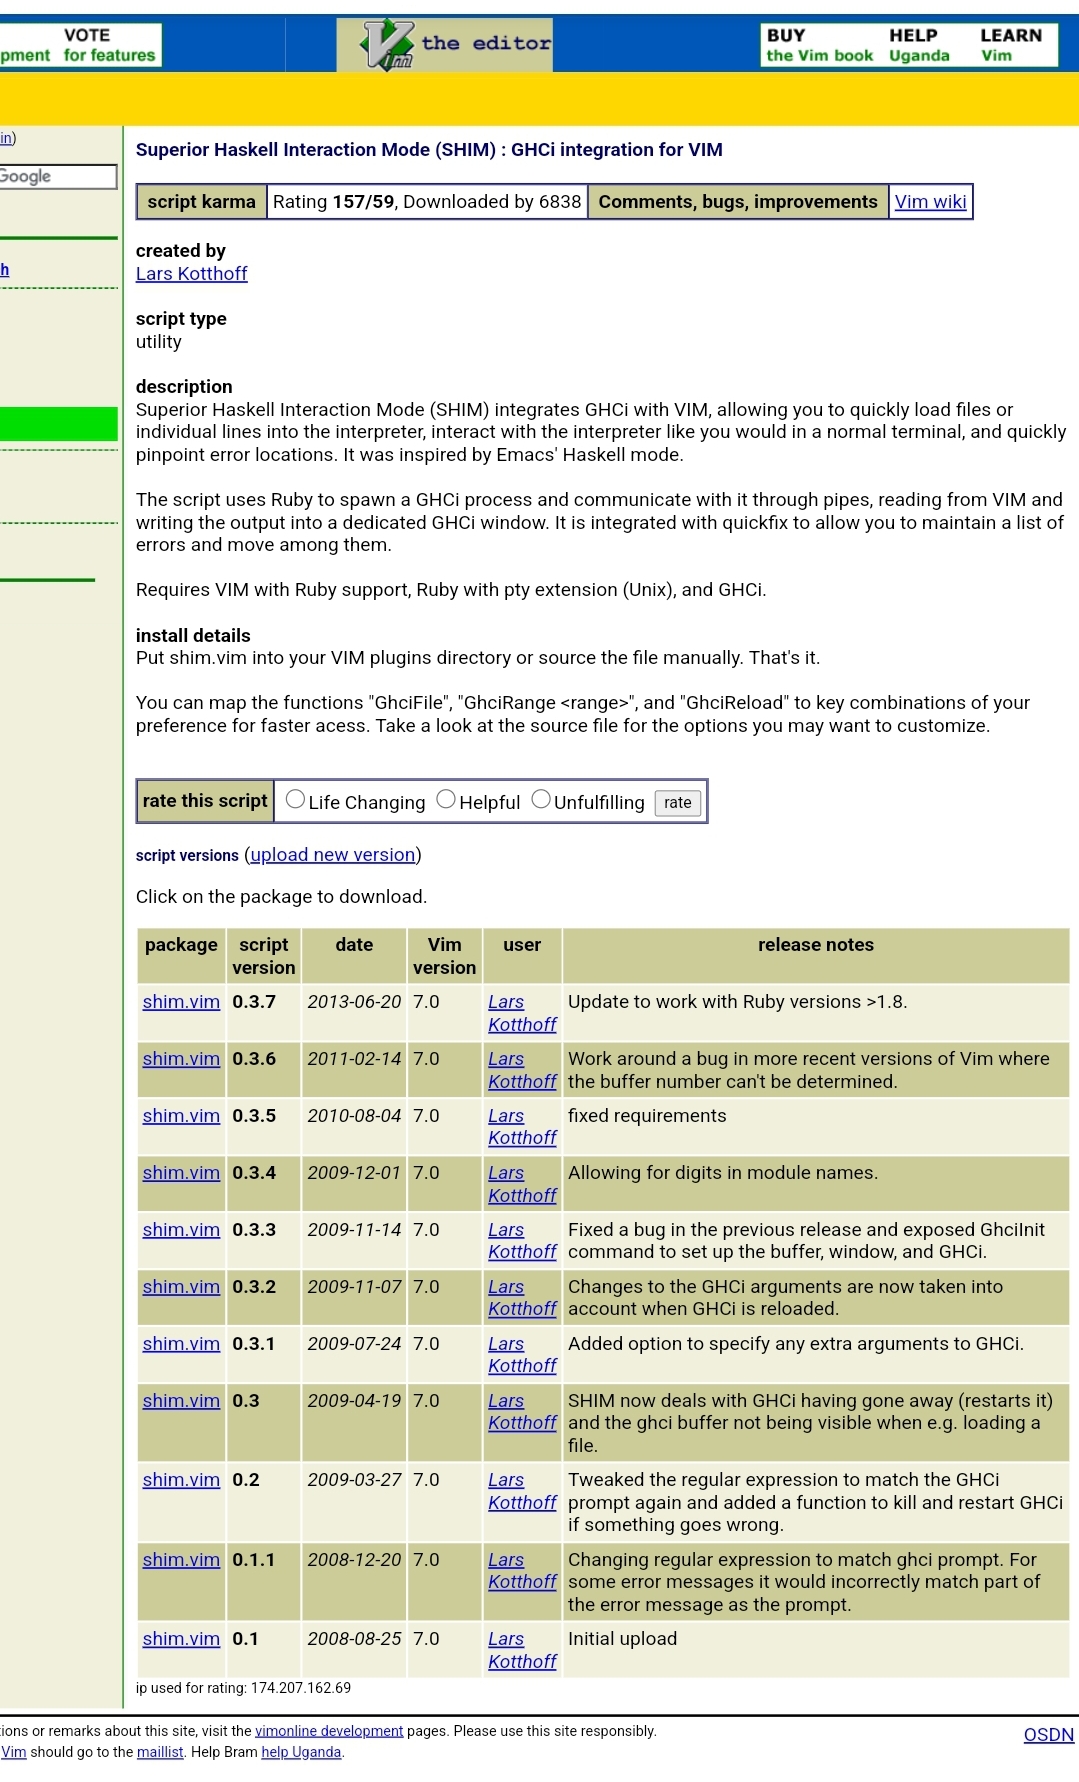 VOTE
pment for features
Vim
the editor
BUY HELP LEARN
the Vim book Uganda Vim
in)
Google
h
Superior Haskell Interaction Mode (SHIM) : GHCi integration for VIM
script karma Rating 157/59, Downloaded by 6838 Comments, bugs, improvements Vim wiki
created by
Lars Kotthoff
script type
utility
description
Superior Haskell Interaction Mode (SHIM) integrates GHCi with VIM, allowing you to quickly load files or
individual lines into the interpreter, interact with the interpreter like you would in a normal terminal, and quickly
pinpoint error locations. It was inspired by Emacs' Haskell mode.
The script uses Ruby to spawn a GHCi process and communicate with it through pipes, reading from VIM and
writing the output into a dedicated GHCi window. It is integrated with quickfix to allow you to maintain a list of
errors and move among them.
Requires VIM with Ruby support, Ruby with pty extension (Unix), and GHCi.
install details
Put shim.vim into your VIM plugins directory or source the file manually. That's it.
You can map the functions "GhciFile", "GhciRange <range>", and "GhciReload" to key combinations of your
preference for faster acess. Take a look at the source file for the options you may want to customize.
rate this script Life Changing Helpful Unfulfilling rate
script versions (upload new version)
Click on the package to download.
package script date Vim user release notes
version version
shim.vim 0.3.7 2013-06-20 7.0 Lars Update to work with Ruby versions >1.8.
Kotthoff
shim.vim 0.3.6 2011-02-14 7.0 Lars Work around a bug in more recent versions of Vim where
Kotthoff the buffer number can't be determined.
shim.vim 0.3.5 2010-08-04 7.0 Lars fixed requirements
Kotthoff
shim.vim 0.3.4 2009-12-01 7.0 Lars Allowing for digits in module names.
Kotthoff
shim.vim 0.3.3 2009-11-14 7.0 Lars Fixed a bug in the previous release and exposed GhciInit
Kotthoff command to set up the buffer, window, and GHCi.
shim.vim 0.3.2 2009-11-07 7.0 Lars Changes to the GHCi arguments are now taken into
Kotthoff account when GHCi is reloaded.
shim.vim 0.3.1 2009-07-24 7.0 Lars Added option to specify any extra arguments to GHCi.
Kotthoff
shim.vim 0.3 2009-04-19 7.0 Lars SHIM now deals with GHCi having gone away (restarts it)
Kotthoff and the ghci buffer not being visible when e.g. loading a
file.
shim.vim 0.2 2009-03-27 7.0 Lars Tweaked the regular expression to match the GHCi
Kotthoff prompt again and added a function to kill and restart GHCi
if something goes wrong.
shim.vim 0.1.1 2008-12-20 7.0 Lars Changing regular expression to match ghci prompt. For
Kotthoff some error messages it would incorrectly match part of
the error message as the prompt.
shim.vim 0.1 2008-08-25 7.0 Lars Initial upload
Kotthoff
ip used for rating: 174.207.162.69
tions or remarks about this site, visit the vimonline development pages. Please use this site responsibly.
OSDN
Vim should go to the maillist. Help Bram help Uganda.